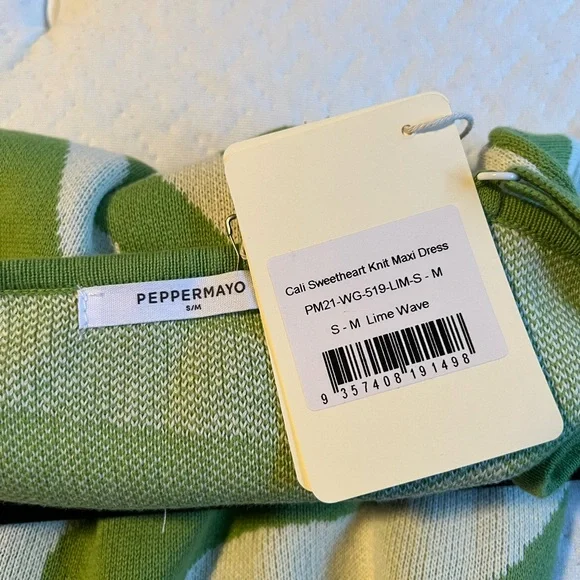 PEPPERMAYO
S/M
Cali Sweetheart Knit Maxi Dress
PM21-WG-519-LIM-S - M
S - M Lime Wave
9 357408 191498